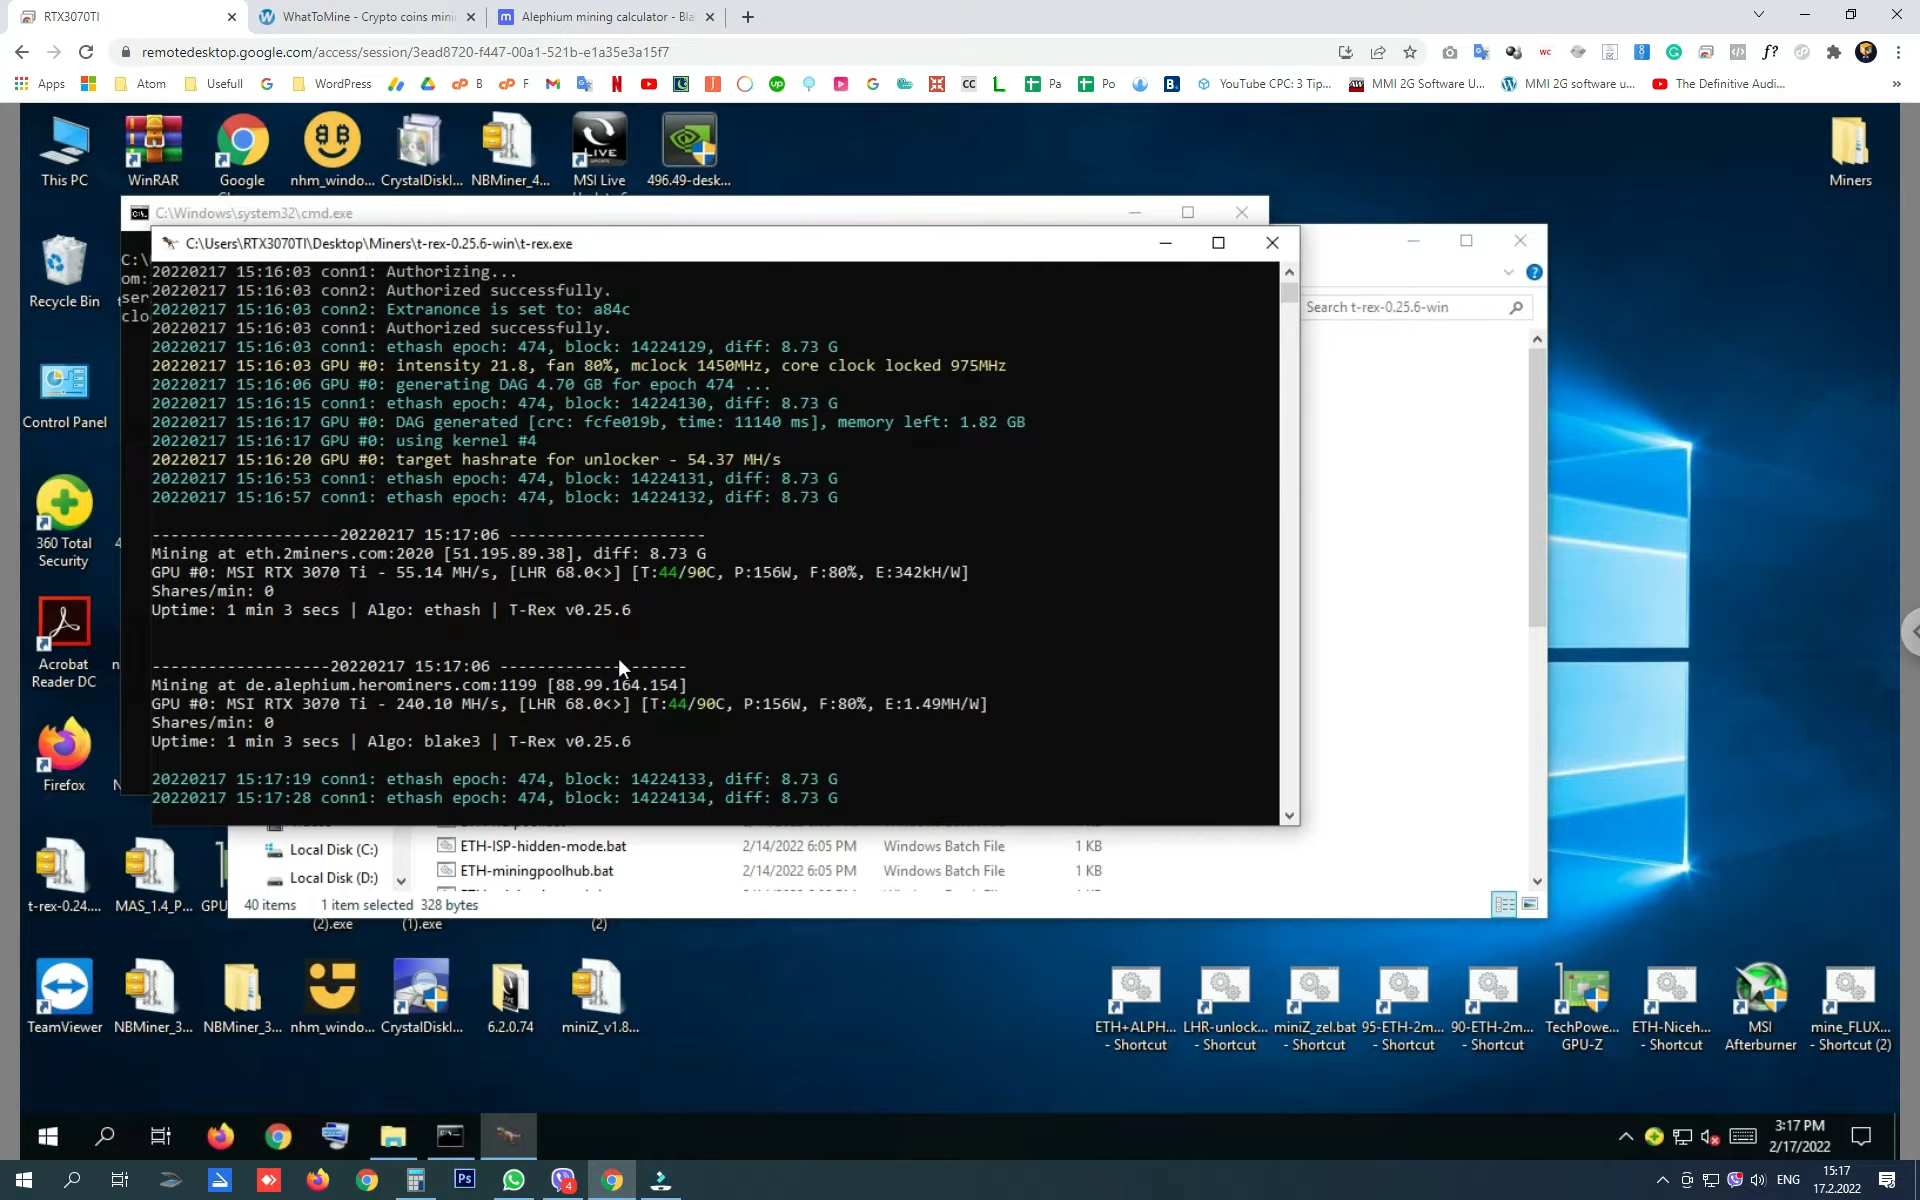 RTX3070TI
WhatToMine - Crypto coins mini
Alephium mining calculator - Bla
remotedesktop.google.com/access/session/3ead8720-f447-00a1-521b-e1a35e3a15f7
Apps
Atom
Usefull
WordPress
B
F
Pa
Po
YouTube CPC: 3 Tip...
MMI 2G Software U...
MMI 2G software u...
The Definitive Audi...
This PC
WinRAR
Google
nhm_windo...
CrystalDiskI...
NBMiner_4...
MSI Live
496.49-desk...
Miners
C:\Windows\system32\cmd.exe
C:\Users\RTX3070TI\Desktop\Miners\t-rex-0.25.6-win\t-rex.exe
20220217 15:16:03 conn1: Authorizing...
20220217 15:16:03 conn2: Authorized successfully.
20220217 15:16:03 conn2: Extranonce is set to: a84c
20220217 15:16:03 conn1: Authorized successfully.
20220217 15:16:03 conn1: ethash epoch: 474, block: 14224129, diff: 8.73 G
20220217 15:16:03 GPU #0: intensity 21.8, fan 80%, mclock 1450MHz, core clock locked 975MHz
20220217 15:16:06 GPU #0: generating DAG 4.70 GB for epoch 474 ...
20220217 15:16:15 conn1: ethash epoch: 474, block: 14224130, diff: 8.73 G
20220217 15:16:17 GPU #0: DAG generated [crc: fcfe019b, time: 11140 ms], memory left: 1.82 GB
20220217 15:16:17 GPU #0: using kernel #4
20220217 15:16:20 GPU #0: target hashrate for unlocker - 54.37 MH/s
20220217 15:16:53 conn1: ethash epoch: 474, block: 14224131, diff: 8.73 G
20220217 15:16:57 conn1: ethash epoch: 474, block: 14224132, diff: 8.73 G
--------------------20220217 15:17:06 ---------------------
Mining at eth.2miners.com:2020 [51.195.89.38], diff: 8.73 G
GPU #0: MSI RTX 3070 Ti - 55.14 MH/s, [LHR 68.0<>] [T:44/90C, P:156W, F:80%, E:342kH/W]
Shares/min: 0
Uptime: 1 min 3 secs | Algo: ethash | T-Rex v0.25.6
-------------------20220217 15:17:06 --------------------
Mining at de.alephium.herominers.com:1199 [88.99.164.154]
GPU #0: MSI RTX 3070 Ti - 240.10 MH/s, [LHR 68.0<>] [T:44/90C, P:156W, F:80%, E:1.49MH/W]
Shares/min: 0
Uptime: 1 min 3 secs | Algo: blake3 | T-Rex v0.25.6
20220217 15:17:19 conn1: ethash epoch: 474, block: 14224133, diff: 8.73 G
20220217 15:17:28 conn1: ethash epoch: 474, block: 14224134, diff: 8.73 G
C:\
om:
ser
clo
Search t-rex-0.25.6-win
Recycle Bin
Control Panel
360 Total
Security
Acrobat
Reader DC
Firefox
Local Disk (C:)
ETH-ISP-hidden-mode.bat
2/14/2022 6:05 PM
Windows Batch File
1 KB
Local Disk (D:)
ETH-miningpoolhub.bat
2/14/2022 6:05 PM
Windows Batch File
1 KB
40 items
1 item selected 328 bytes
t-rex-0.24....
MAS_1.4_P...
GPU
(2).exe
(1).exe
(2)
TeamViewer
NBMiner_3...
NBMiner_3...
nhm_windo...
CrystalDiskI...
6.2.0.74
miniZ_v1.8...
ETH+ALPH...
- Shortcut
LHR-unlock...
- Shortcut
miniZ_zel.bat
- Shortcut
95-ETH-2m...
- Shortcut
90-ETH-2m...
- Shortcut
TechPowe...
GPU-Z
ETH-Niceh...
- Shortcut
MSI
Afterburner
mine_FLUX...
- Shortcut (2)
3:17 PM
2/17/2022
ENG
15:17
17.2.2022